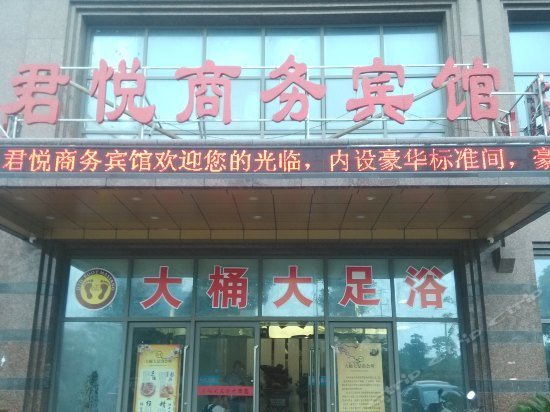 君悦商务宾馆
君悦商务宾馆欢迎您的光临，内设豪华标准间，豪
大桶大足浴